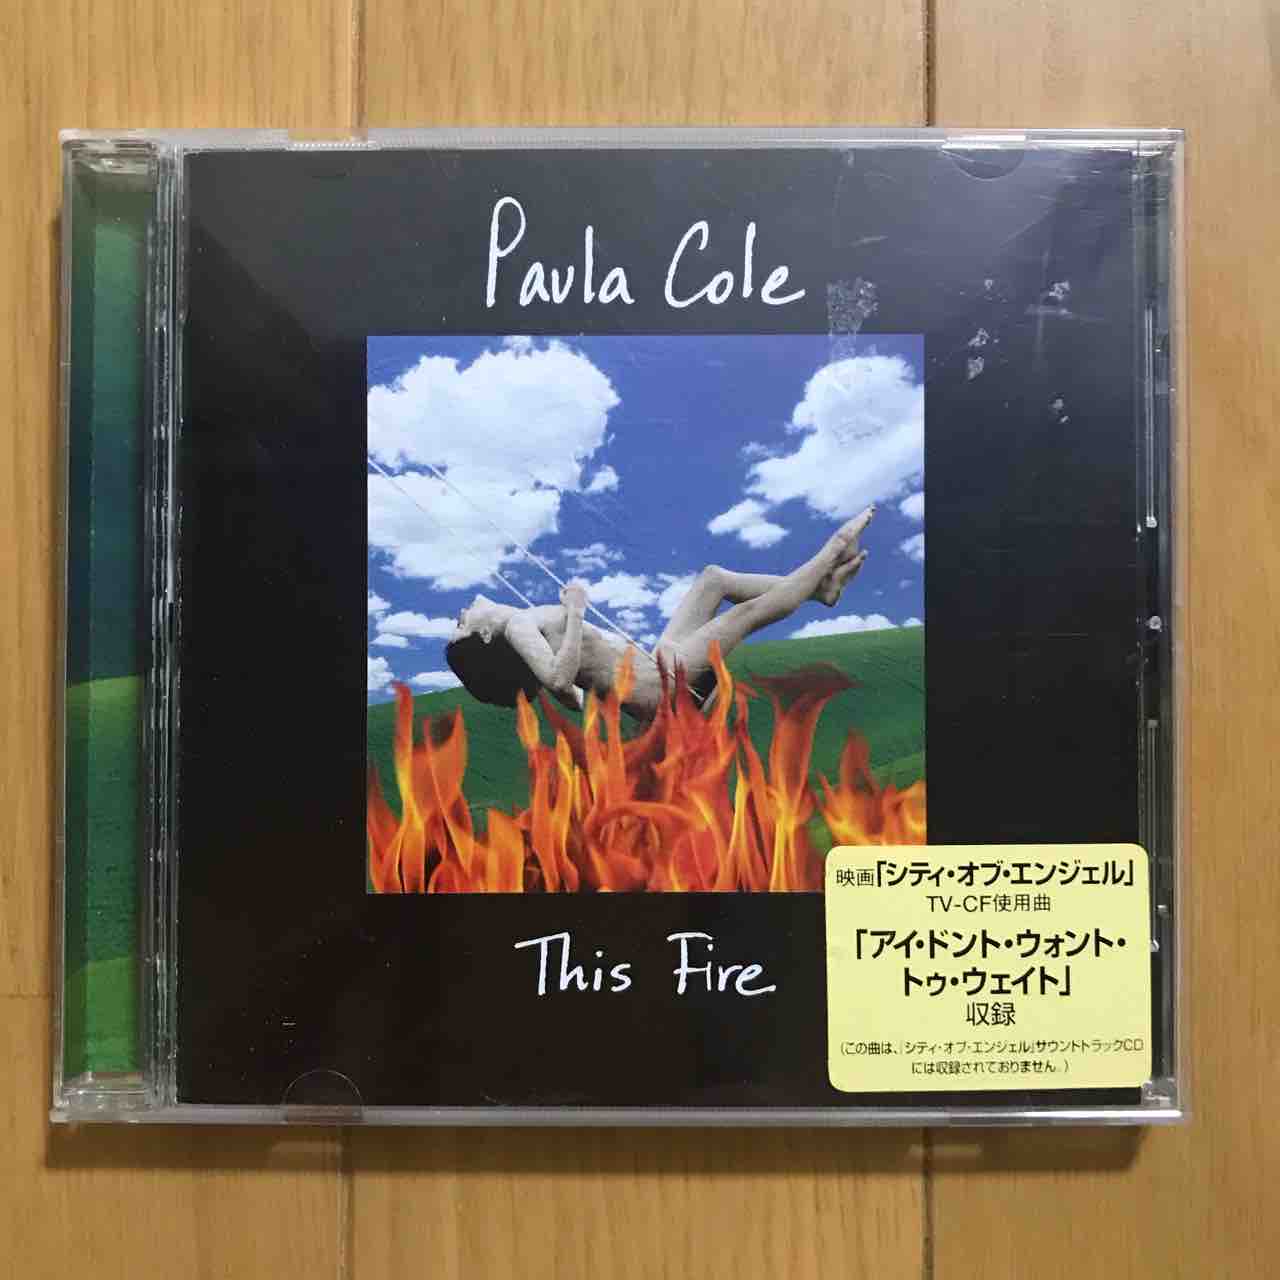 Paula Cole
This Fire
映画「シティ・オブ・エンジェル」
TV-CF使用曲
「アイ・ドント・ウォント・
トゥ・ウェイト」
収録
(この曲は、「シティ・オブ・エンジェル」サウンドトラックCD
には収録されておりません。)